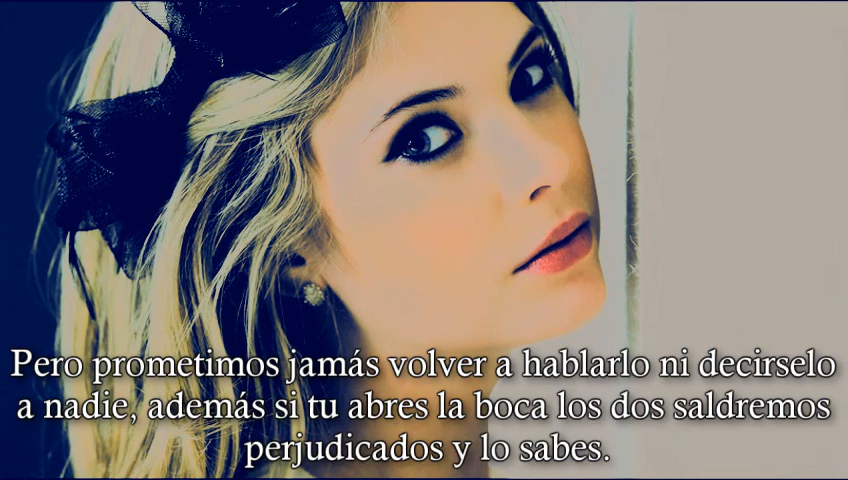 Pero prometimos jamás volver a hablarlo ni decirselo
a nadie, además si tu abres la boca los dos saldremos
perjudicados y lo sabes.